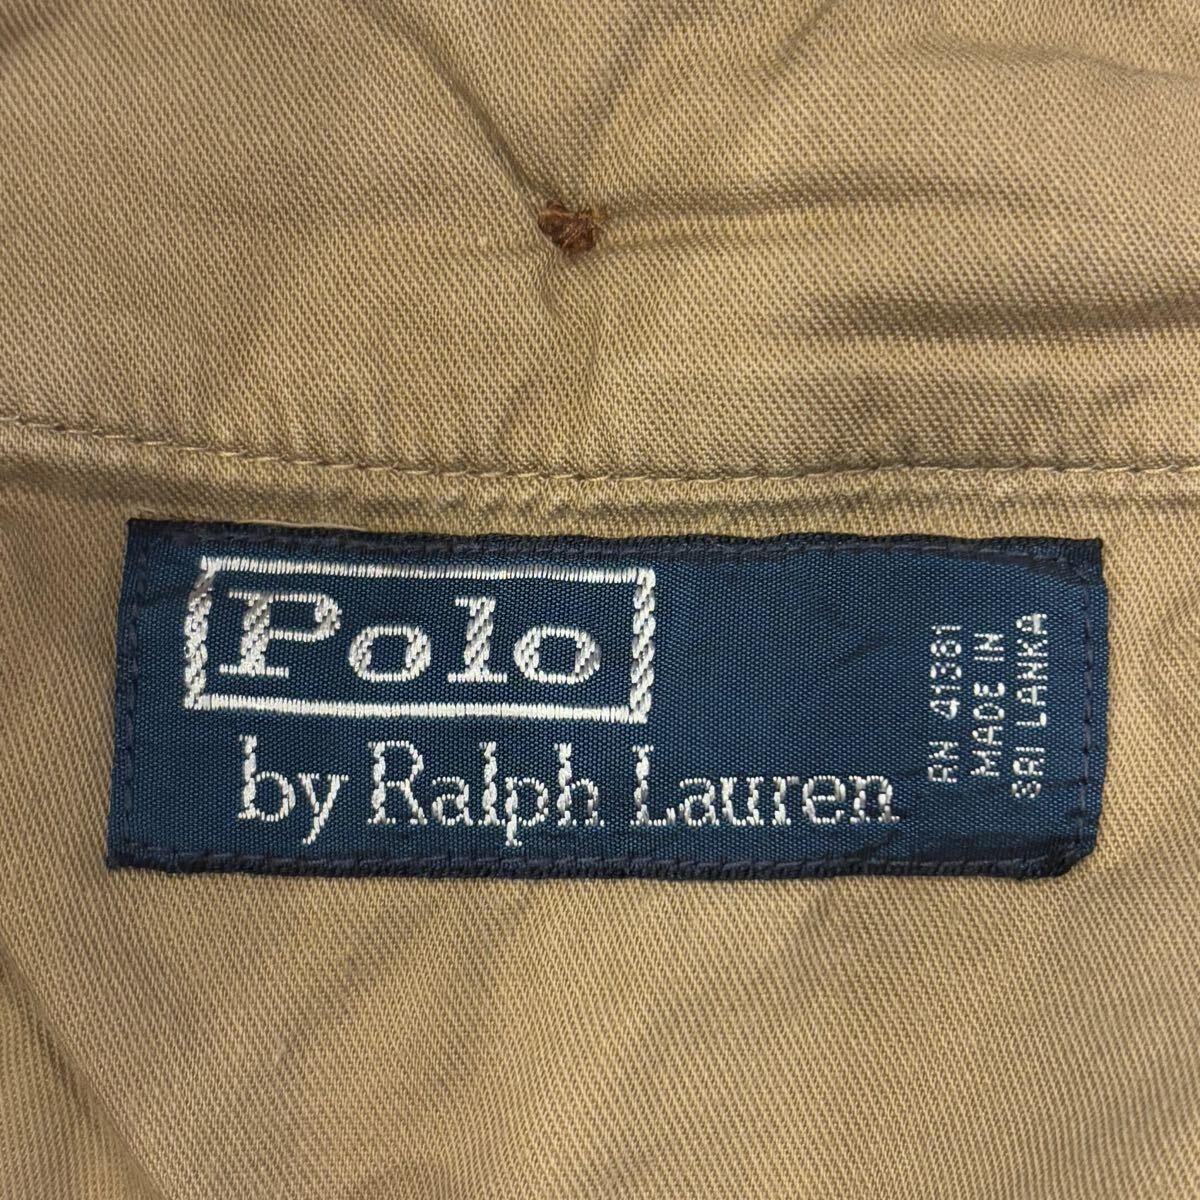 Polo
by Ralph Lauren
RN 41381
MADE IN
SRI LANKA